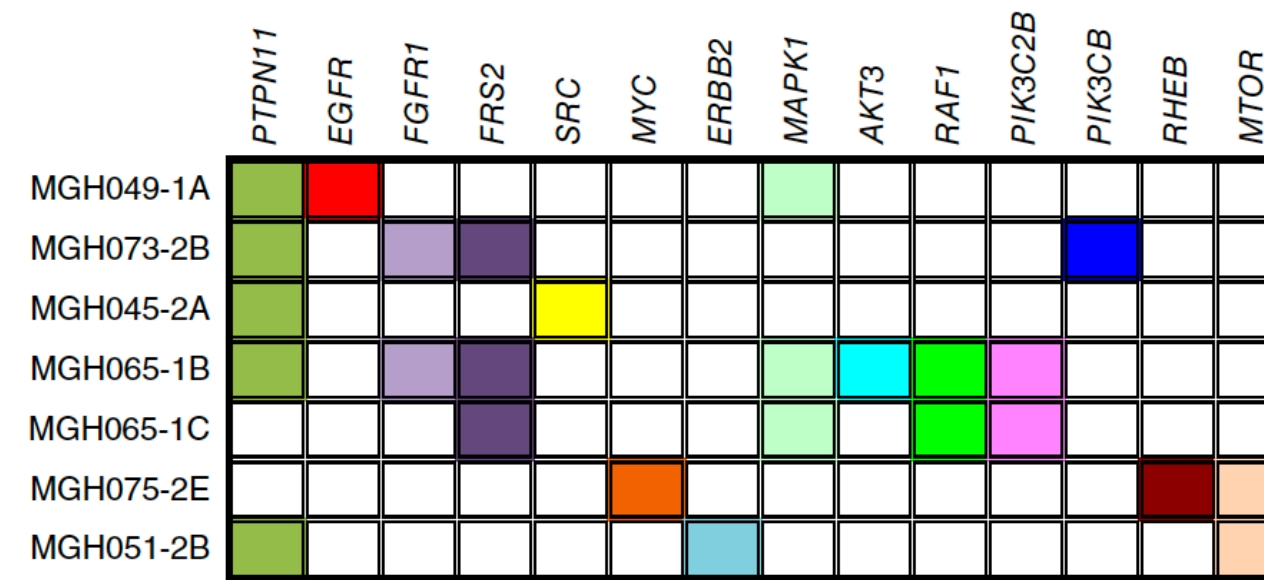 PTPN11 EGFR FGFR1 FRS2 SRC MYC ERBB2 MAPK1 AKT3 RAF1 PIK3C2B PIK3CB RHEB MTOR
MGH049-1A
MGH073-2B
MGH045-2A
MGH065-1B
MGH065-1C
MGH075-2E
MGH051-2B